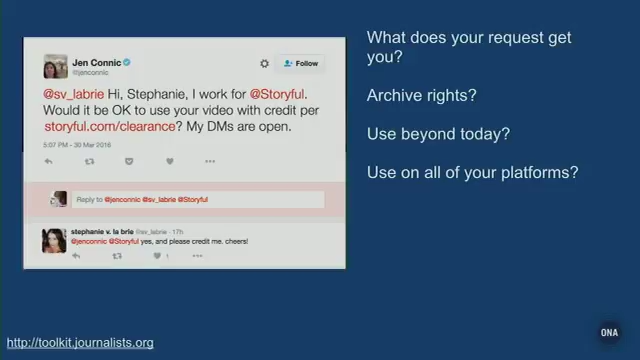 Jen Connic
@jenconnic
Follow
@sv_labrie Hi, Stephanie, I work for @Storyful.
Would it be OK to use your video with credit per
storyful.com/clearance? My DMs are open.
5:07 PM - 30 Mar 2016
Reply to @jenconnic @sv_labrie @Storyful
stephanie v. la brie @sv_labrie · 17h
@jenconnic @Storyful yes, and please credit me. cheers!
1
What does your request get
you?
Archive rights?
Use beyond today?
Use on all of your platforms?
http://toolkit.journalists.org
ONA